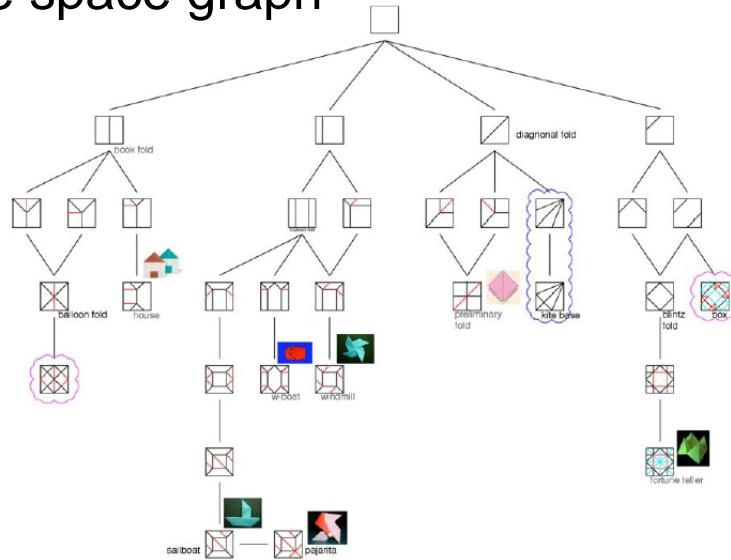 e space graph
diagnonal fold
book fold
balloon fold
house
preliminary
fold
kite base
blintz
fold
box
w-boat
windmill
fortune teller
sailboat
pajarita